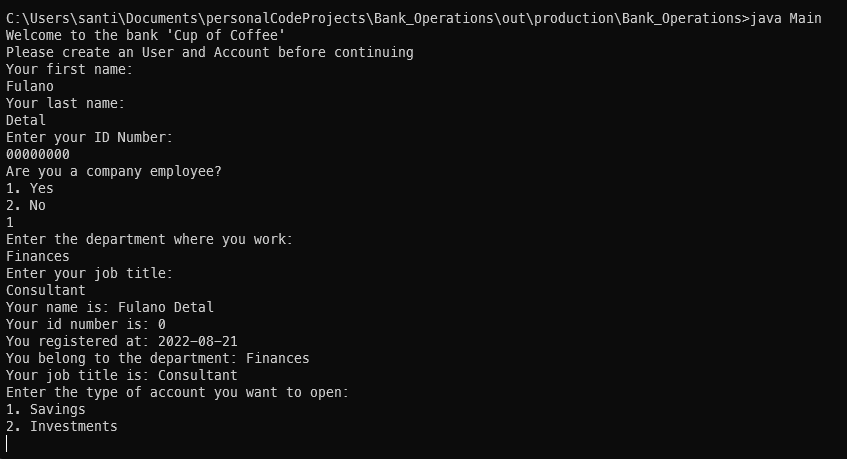 C:\Users\santi\Documents\personalCodeProjects\Bank_Operations\out\production\Bank_Operations>java Main
Welcome to the bank 'Cup of Coffee'
Please create an User and Account before continuing
Your first name:
Fulano
Your last name:
Detal
Enter your ID Number:
00000000
Are you a company employee?
1. Yes
2. No
1
Enter the department where you work:
Finances
Enter your job title:
Consultant
Your name is: Fulano Detal
Your id number is: 0
You registered at: 2022-08-21
You belong to the department: Finances
Your job title is: Consultant
Enter the type of account you want to open:
1. Savings
2. Investments